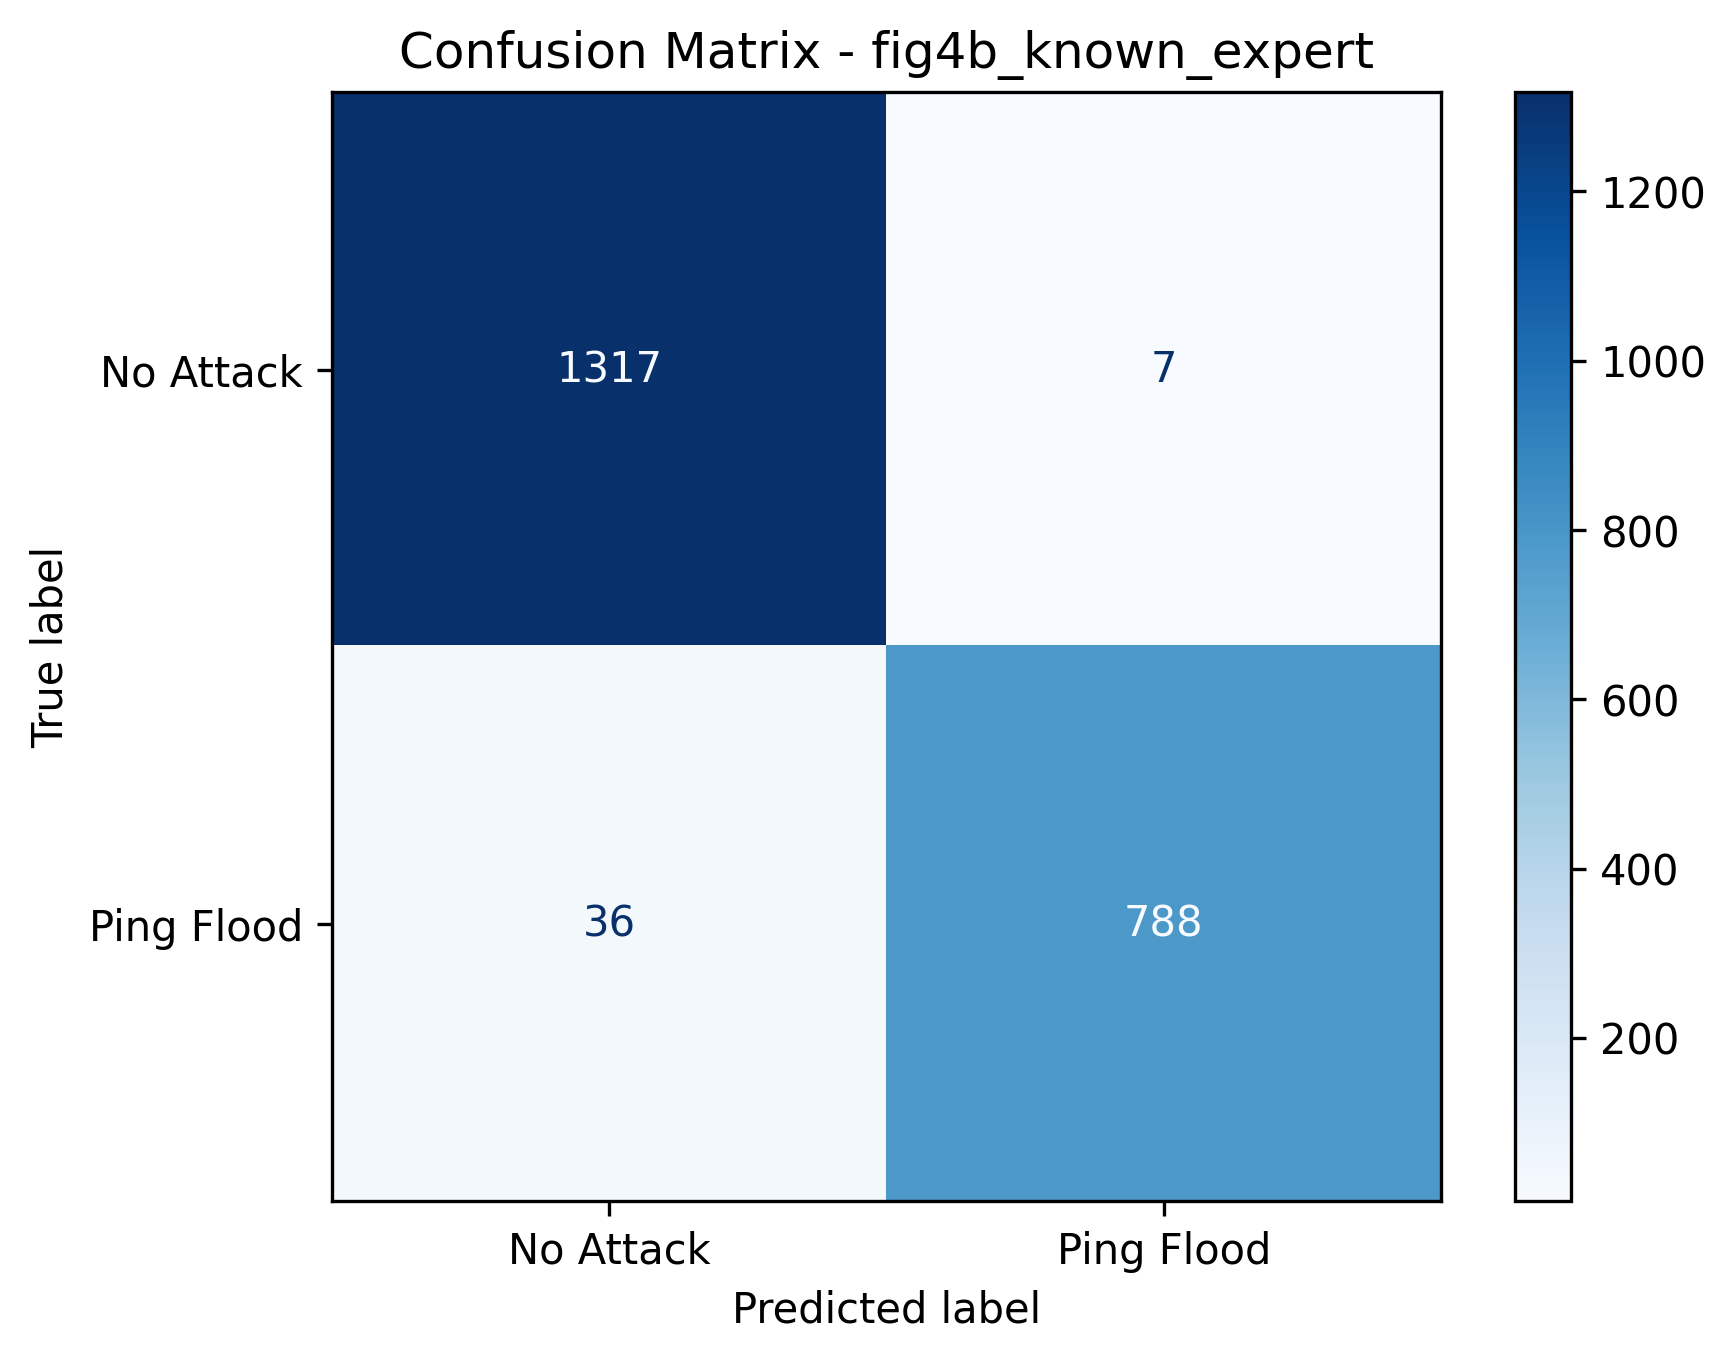 Confusion Matrix - fig4b_known_expert
True label
No Attack
Ping Flood
1317
7
36
788
No Attack
Ping Flood
Predicted label
1200
1000
800
600
400
200